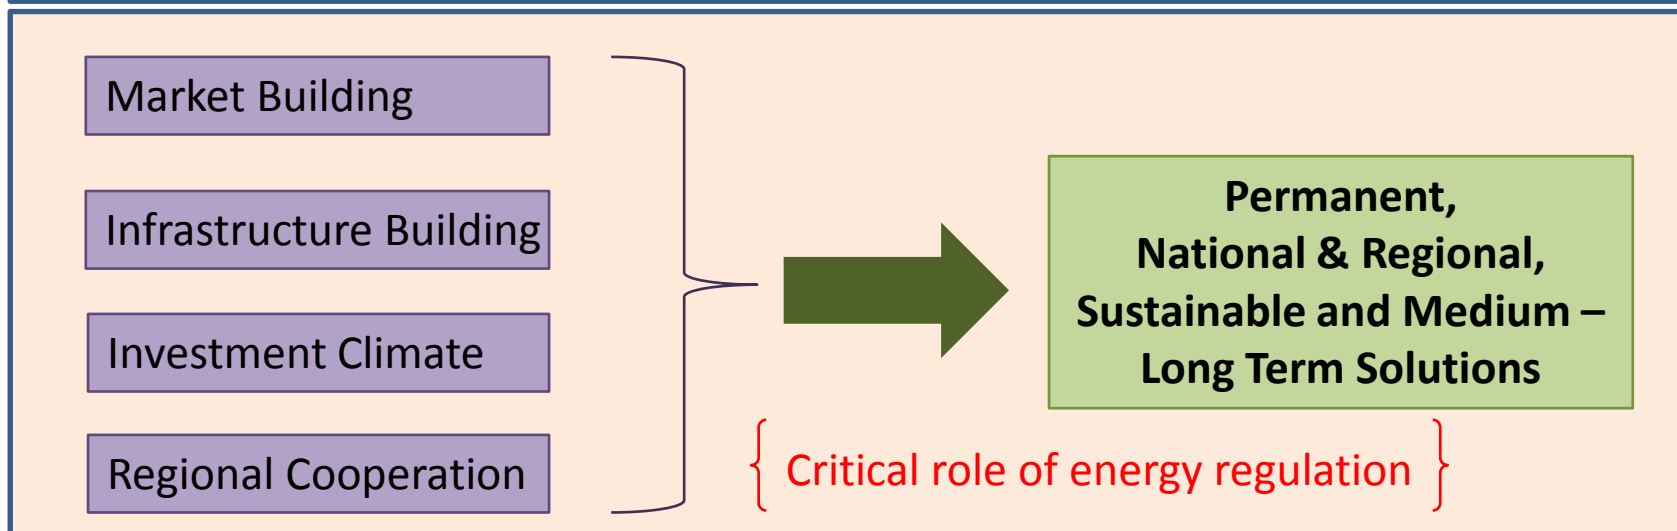 Market Building
Infrastructure Building
Investment Climate
Regional Cooperation
Permanent,
National & Regional,
Sustainable and Medium –
Long Term Solutions
Critical role of energy regulation